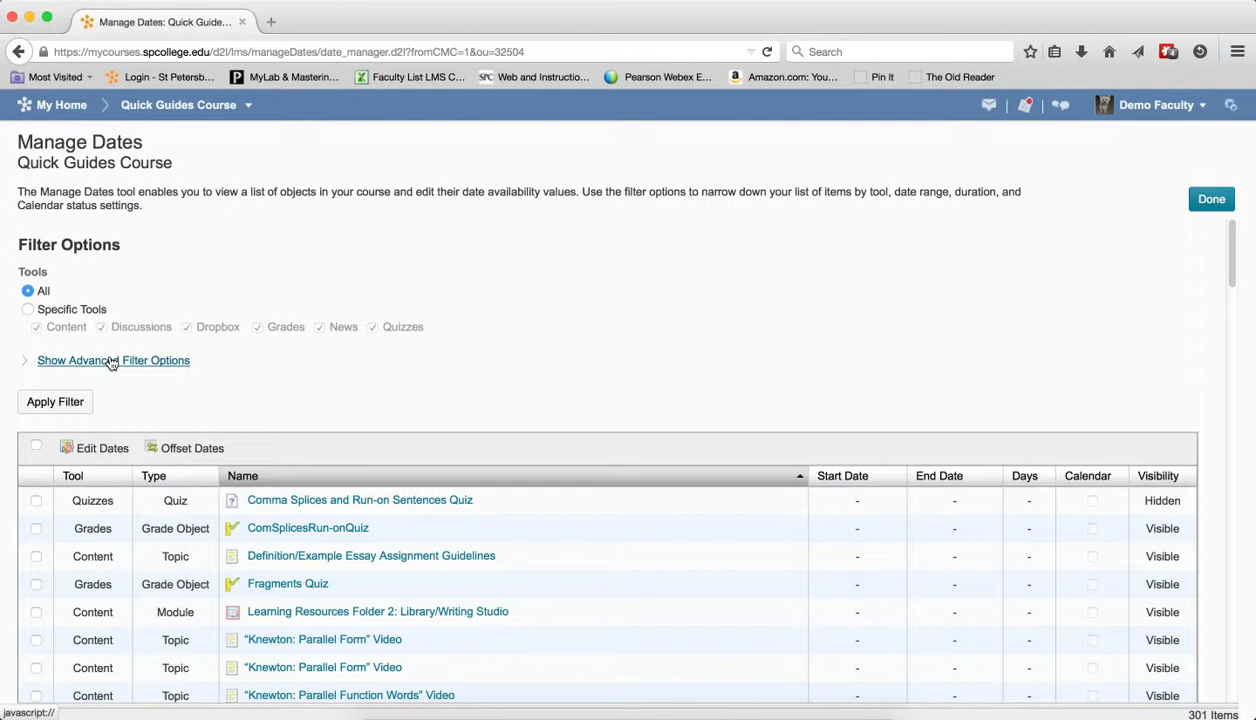 Manage Dates: Quick Guide...
https://mycourses.spcollege.edu/d2l/lms/manageDates/date_manager.d2l?fromCMC=1&ou=32504
Search
Most Visited
Login - St Petersb...
MyLab & Masterin...
Faculty List LMS C...
SPC Web and Instructio...
Pearson Webex E...
Amazon.com: You...
Pin It
The Old Reader
My Home
Quick Guides Course
Demo Faculty
Manage Dates
Quick Guides Course
The Manage Dates tool enables you to view a list of objects in your course and edit their date availability values. Use the filter options to narrow down your list of items by tool, date range, duration, and
Calendar status settings.
Done
Filter Options
Tools
All
Specific Tools
Content Discussions Dropbox Grades News Quizzes
Show Advanced Filter Options
Apply Filter
Edit Dates Offset Dates
Tool Type Name Start Date End Date Days Calendar Visibility
Quizzes Quiz Comma Splices and Run-on Sentences Quiz - - - Hidden
Grades Grade Object ComSplicesRun-onQuiz - - - Visible
Content Topic Definition/Example Essay Assignment Guidelines - - - Visible
Grades Grade Object Fragments Quiz - - - Visible
Content Module Learning Resources Folder 2: Library/Writing Studio - - - Visible
Content Topic “Knewton: Parallel Form” Video - - - Visible
Content Topic “Knewton: Parallel Form” Video - - - Visible
Content Topic “Knewton: Parallel Function Words” Video - - - Visible
javascript://
301 Items